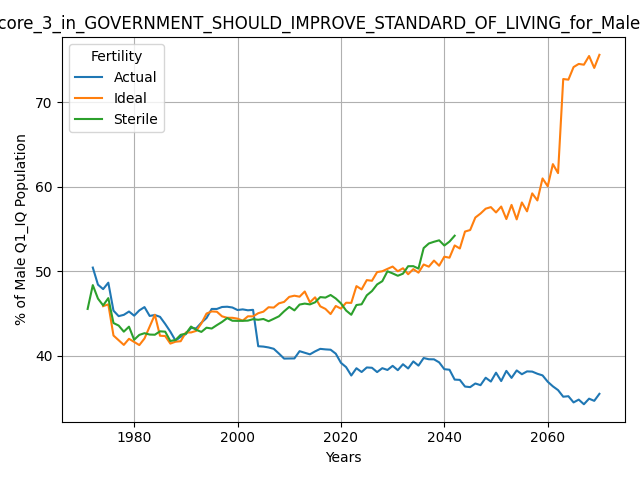 core_3_in_GOVERNMENT_SHOULD_IMPROVE_STANDARD_OF_LIVING_for_Male
Fertility
Actual
Ideal
Sterile
% of Male Q1_IQ Population
70
60
50
40
1980 2000 2020 2040 2060
Years